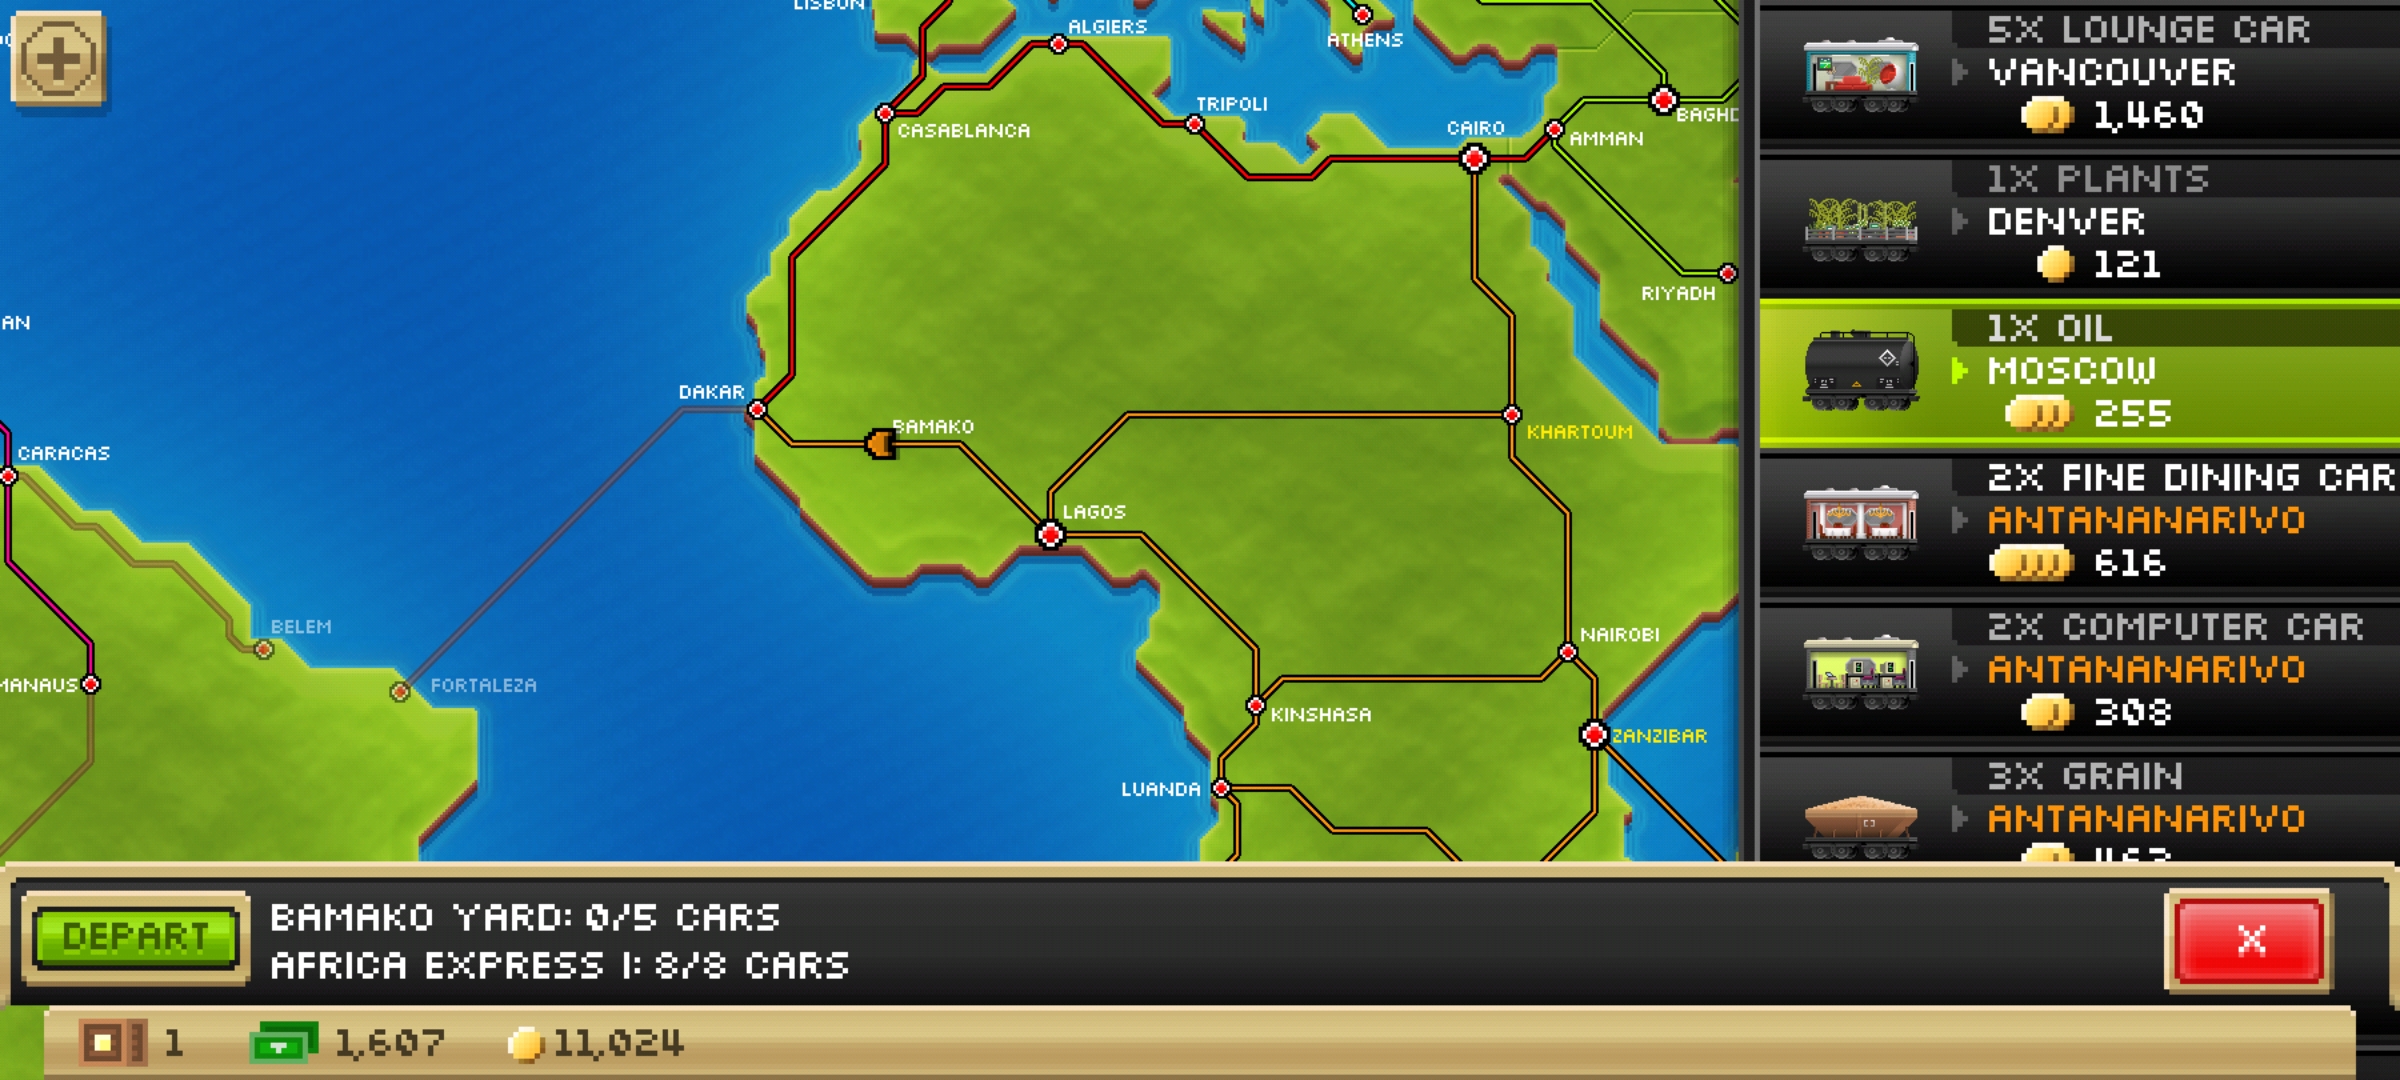 LISBON
ALGIERS
ATHENS
TRIPOLI
CASABLANCA
CAIRO
AMMAN
BAGHD
RIYADH
AN
DAKAR
BAMAKO
KHARTOUM
CARACAS
LAGOS
BELEM
NAIROBI
MANAUS
FORTALEZA
KINSHASA
ZANZIBAR
LUANDA
5X LOUNGE CAR
VANCOUVER
1,460
1X PLANTS
DENVER
121
1X OIL
MOSCOW
255
2X FINE DINING CAR
ANTANANARIVO
616
2X COMPUTER CAR
ANTANANARIVO
308
3X GRAIN
ANTANANARIVO
462
DEPART
BAMAKO YARD: 0/5 CARS
AFRICA EXPRESS I: 8/8 CARS
X
1
1,607
11,024